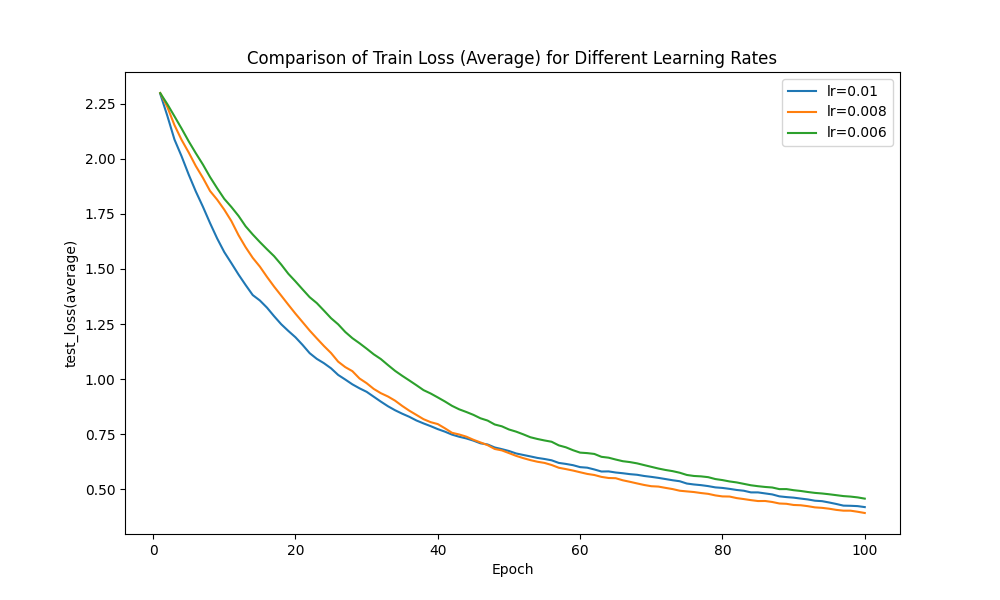 Comparison of Train Loss (Average) for Different Learning Rates
lr=0.01
lr=0.008
lr=0.006
test_loss(average)
2.25
2.00
1.75
1.50
1.25
1.00
0.75
0.50
0 20 40 60 80 100
Epoch